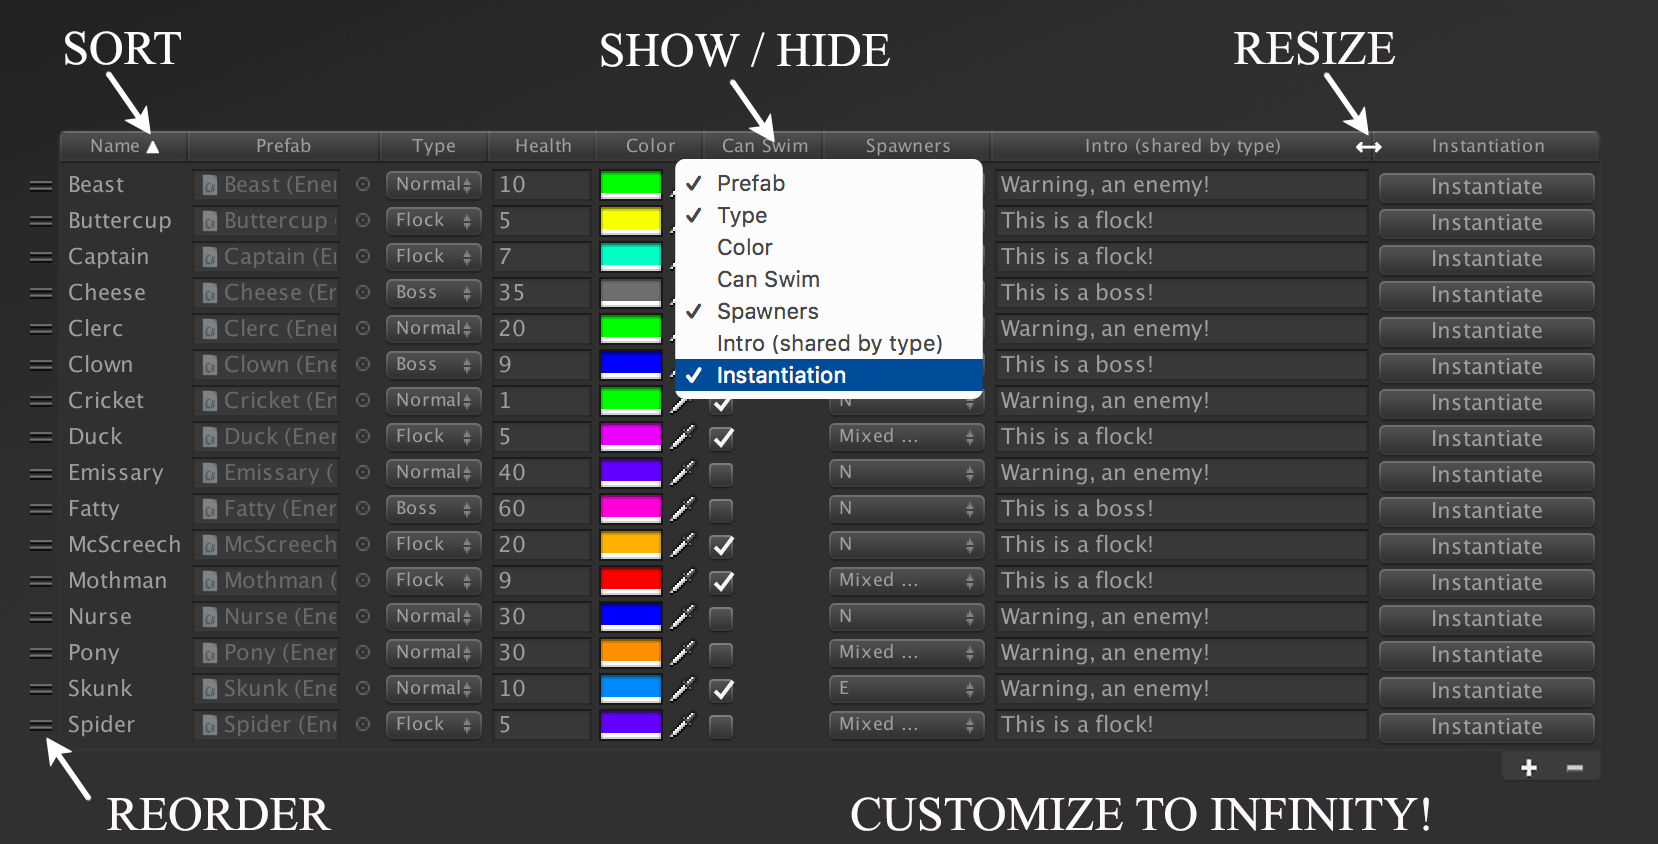 SORT SHOW / HIDE RESIZE
Name Prefab Type Health Color Can Swim Spawners Intro (shared by type) Instantiation
Beast Beast (Ener Normal 10 Warning, an enemy! Instantiate
Buttercup Buttercup Flock 5 This is a flock! Instantiate
Captain Captain (E Flock 7 This is a flock! Instantiate
Cheese Cheese (Er Boss 35 This is a boss! Instantiate
Clerc Clerc (Ener Normal 20 Warning, an enemy! Instantiate
Clown Clown (Ene Boss 9 This is a boss! Instantiate
Cricket Cricket (En Normal 1 N Warning, an enemy! Instantiate
Duck Duck (Ener Flock 5 Mixed ... This is a flock! Instantiate
Emissary Emissary ( Normal 40 N Warning, an enemy! Instantiate
Fatty Fatty (Ener Boss 60 N This is a boss! Instantiate
McScreech McScreech Flock 20 N This is a flock! Instantiate
Mothman Mothman ( Flock 9 Mixed ... This is a flock! Instantiate
Nurse Nurse (Ene Normal 30 N Warning, an enemy! Instantiate
Pony Pony (Ener Normal 30 Mixed ... Warning, an enemy! Instantiate
Skunk Skunk (Ene Normal 10 E Warning, an enemy! Instantiate
Spider Spider (Ene Flock 5 Mixed ... This is a flock! Instantiate
Prefab
Type
Color
Can Swim
Spawners
Intro (shared by type)
Instantiation
REORDER CUSTOMIZE TO INFINITY!